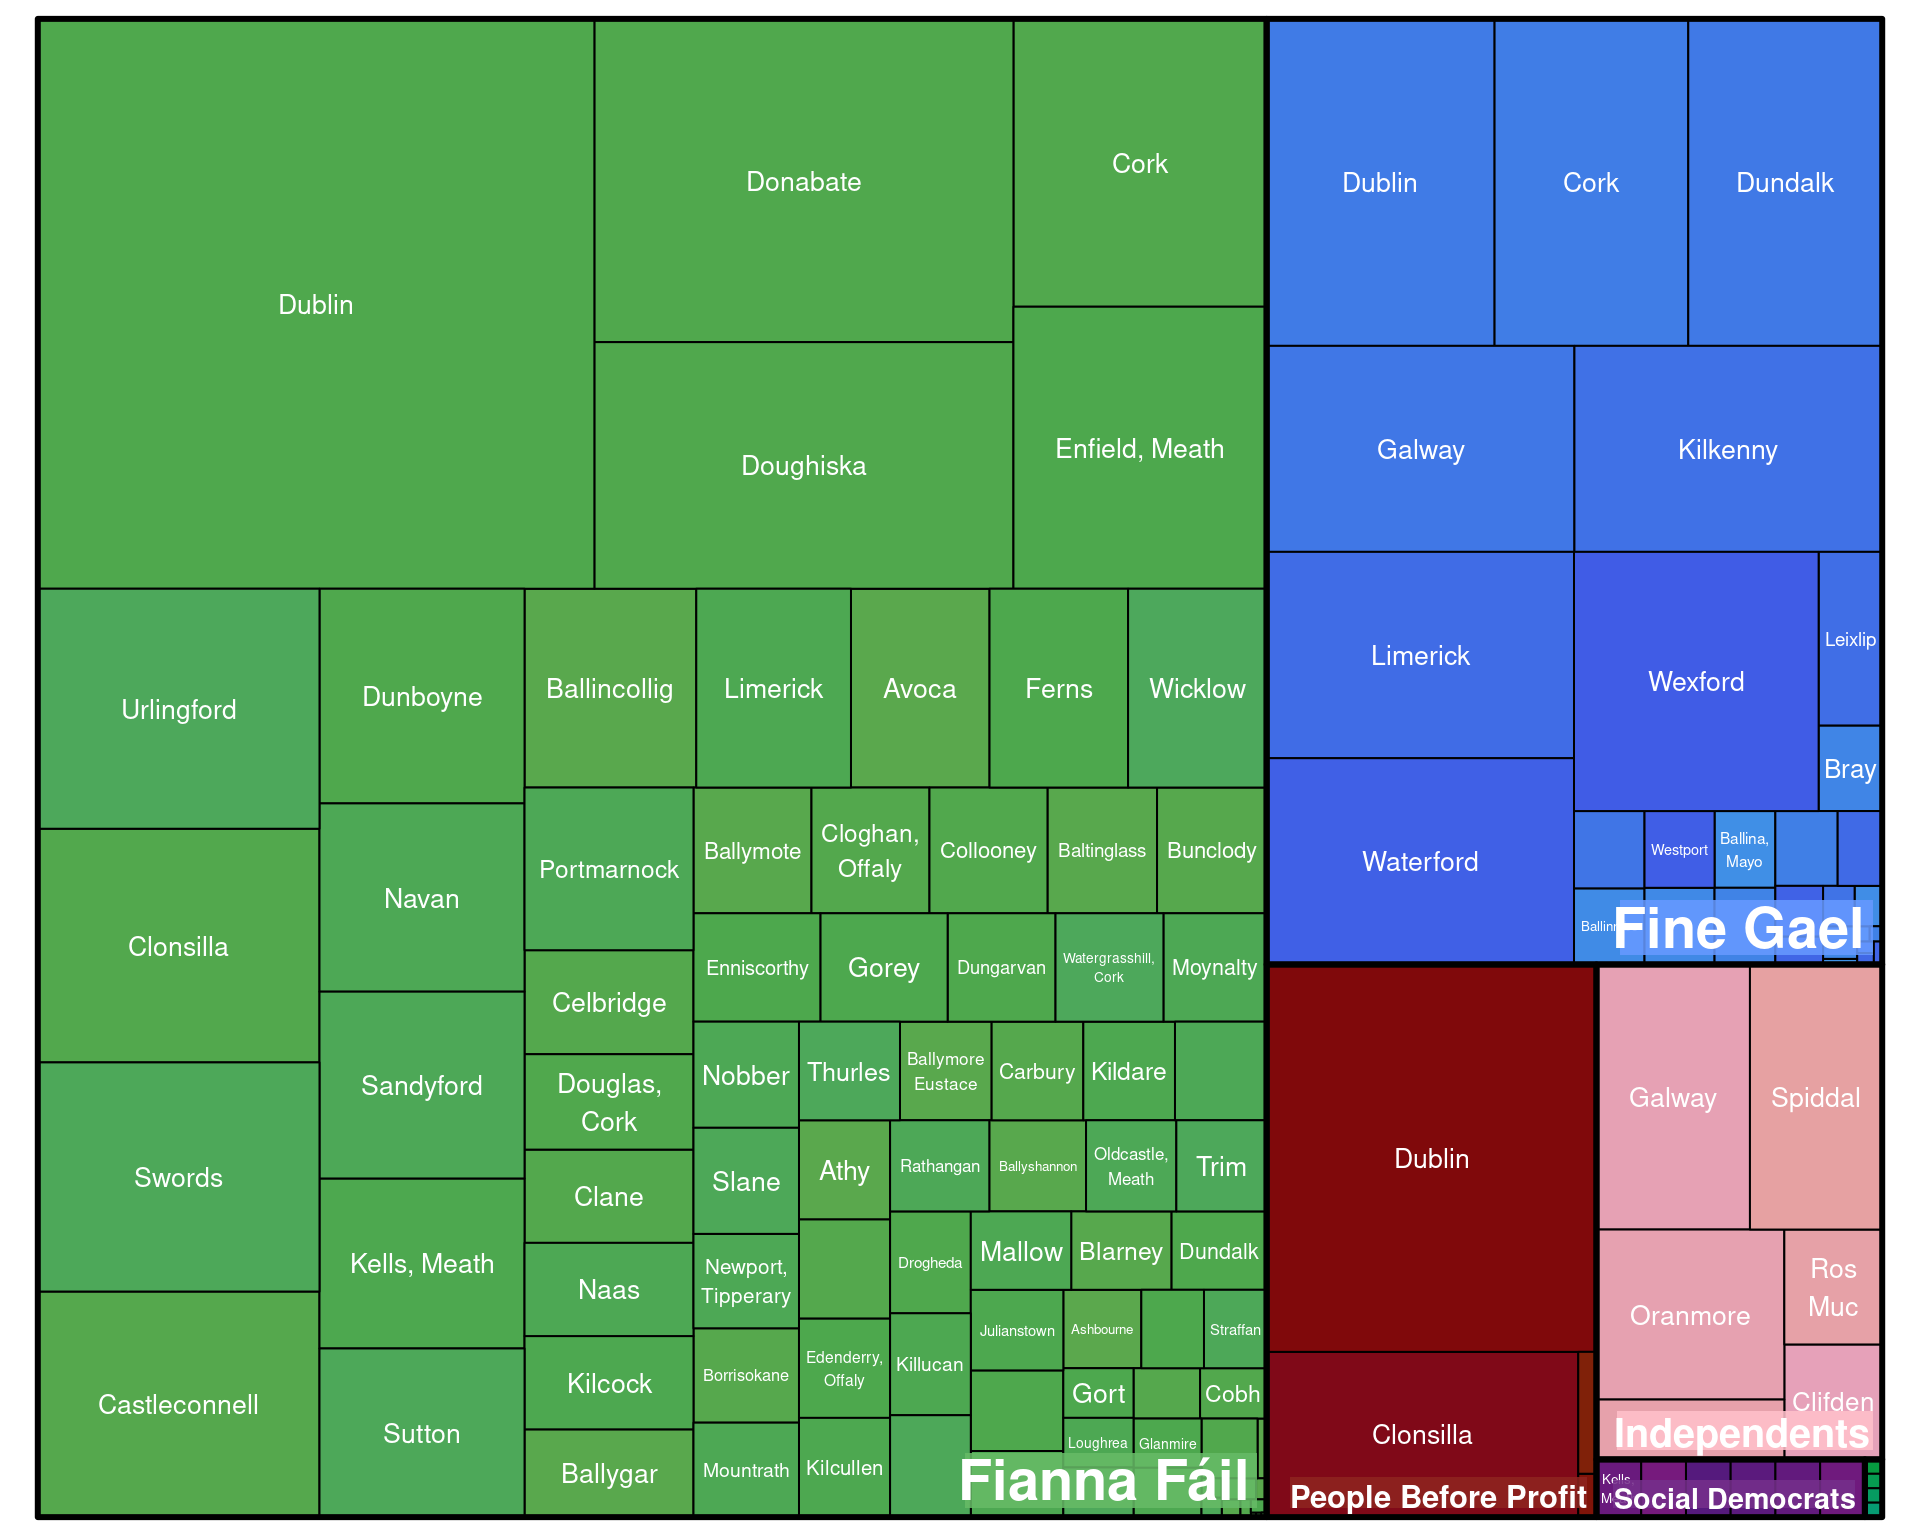 Dublin
Donabate
Cork
Doughiska
Enfield, Meath
Urlingford
Dunboyne
Ballincollig
Limerick
Avoca
Ferns
Wicklow
Clonsilla
Navan
Portmarnock
Ballymote
Cloghan,
Offaly
Collooney
Baltinglass
Bunclody
Enniscorthy
Gorey
Dungarvan
Watergrasshill,
Cork
Moynalty
Swords
Sandyford
Celbridge
Douglas,
Cork
Nobber
Thurles
Ballymore
Eustace
Carbury
Kildare
Clane
Slane
Athy
Rathangan
Ballyshannon
Oldcastle,
Meath
Trim
Castleconnell
Kells, Meath
Naas
Newport,
Tipperary
Drogheda
Mallow
Blarney
Dundalk
Sutton
Kilcock
Borrisokane
Edenderry,
Offaly
Killucan
Julianstown
Ashbourne
Straffan
Gort
Cobh
Ballygar
Mountrath
Kilcullen
Loughrea
Glanmire
Fianna Fáil
Dublin
Cork
Dundalk
Galway
Kilkenny
Limerick
Wexford
Leixlip
Bray
Waterford
Westport
Ballina,
Mayo
Fine Gael
Dublin
Clonsilla
People Before Profit
Galway
Spiddal
Oranmore
Ros
Muc
Clifden
Independents
Kells
Social Democrats